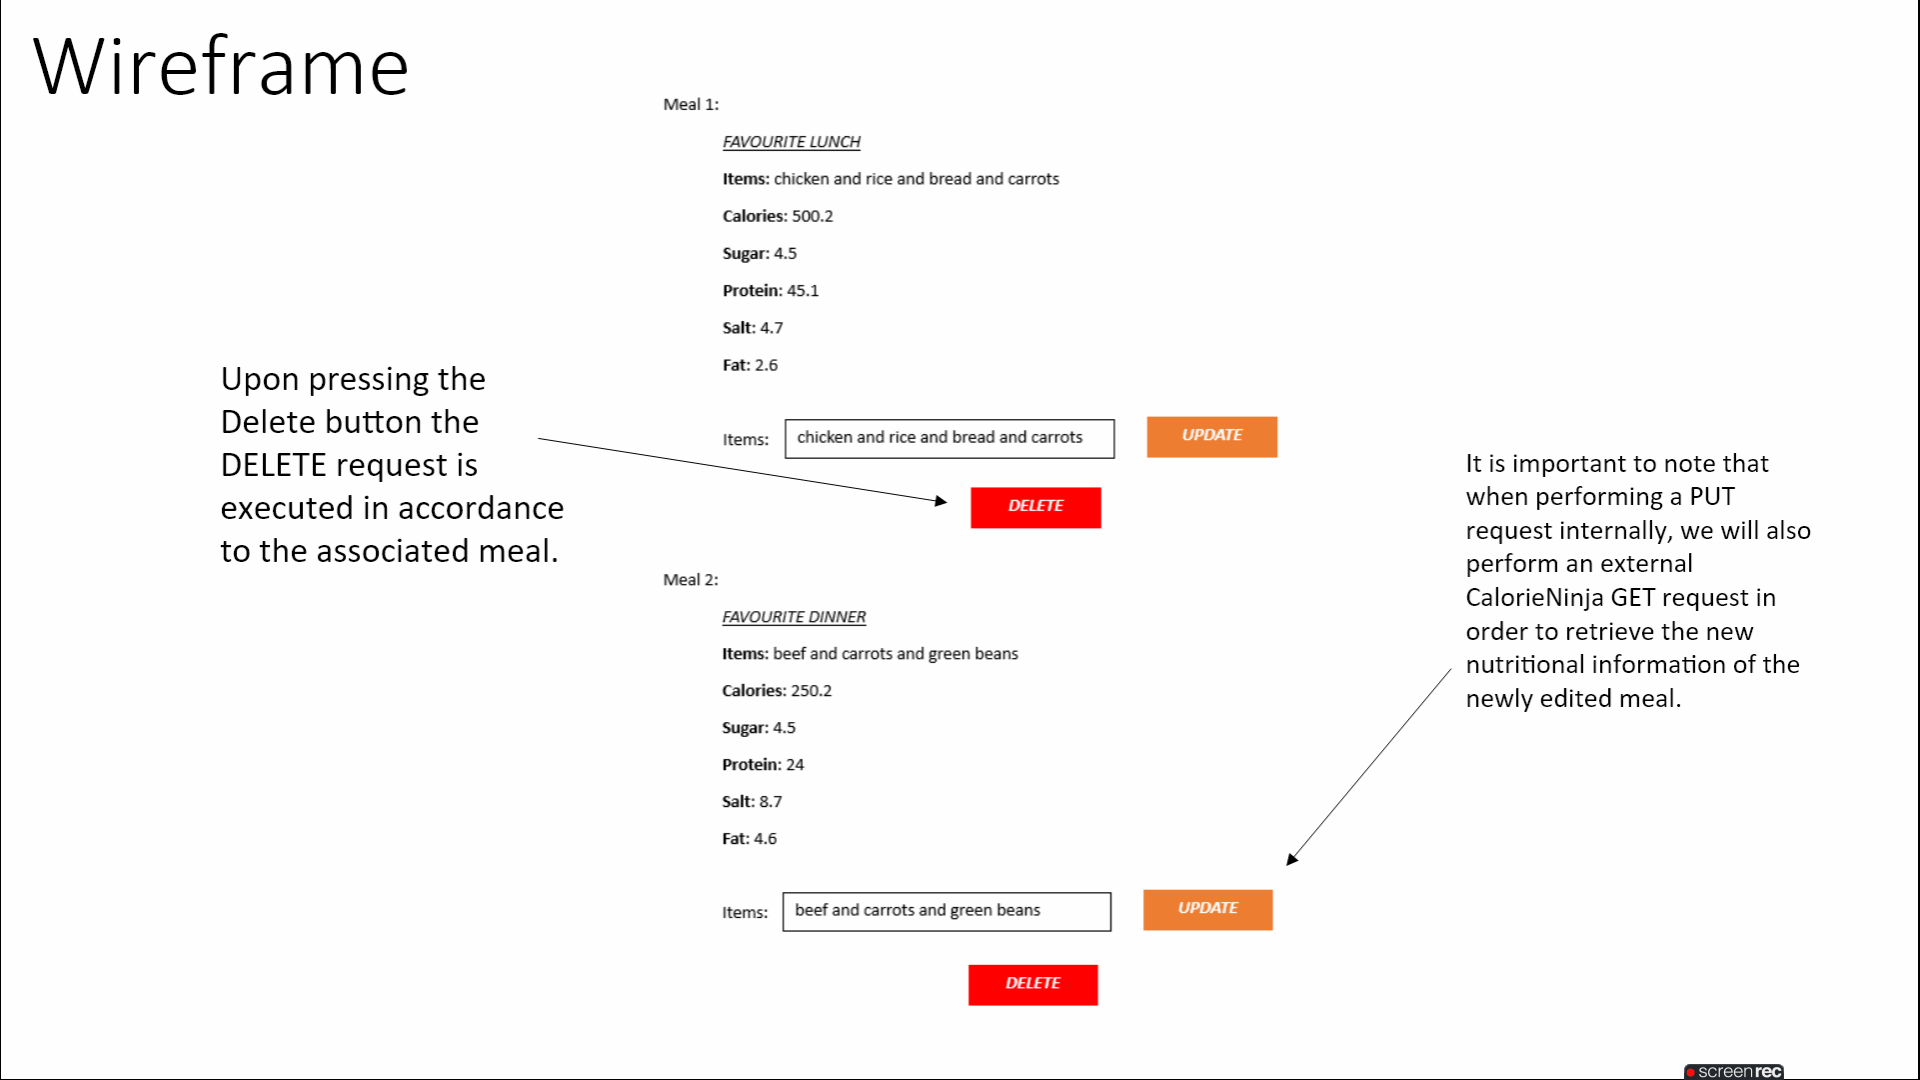 Wireframe
Meal 1:
FAVOURITE LUNCH
Items: chicken and rice and bread and carrots
Calories: 500.2
Sugar: 4.5
Protein: 45.1
Salt: 4.7
Fat: 2.6
Items: chicken and rice and bread and carrots UPDATE
DELETE
Upon pressing the
Delete button the
DELETE request is
executed in accordance
to the associated meal.
Meal 2:
FAVOURITE DINNER
Items: beef and carrots and green beans
Calories: 250.2
Sugar: 4.5
Protein: 24
Salt: 8.7
Fat: 4.6
Items: beef and carrots and green beans UPDATE
DELETE
It is important to note that
when performing a PUT
request internally, we will also
perform an external
CalorieNinja GET request in
order to retrieve the new
nutritional information of the
newly edited meal.
screenrec